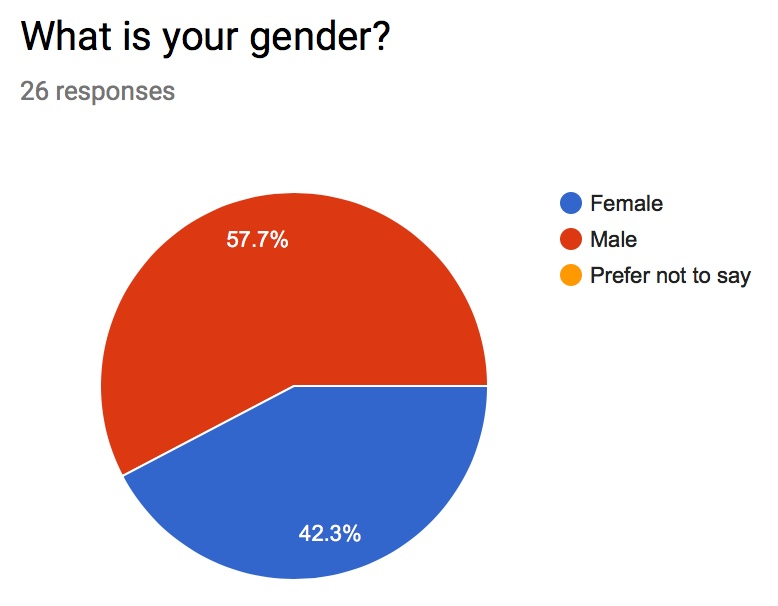 What is your gender?
26 responses
57.7%
42.3%
Female
Male
Prefer not to say